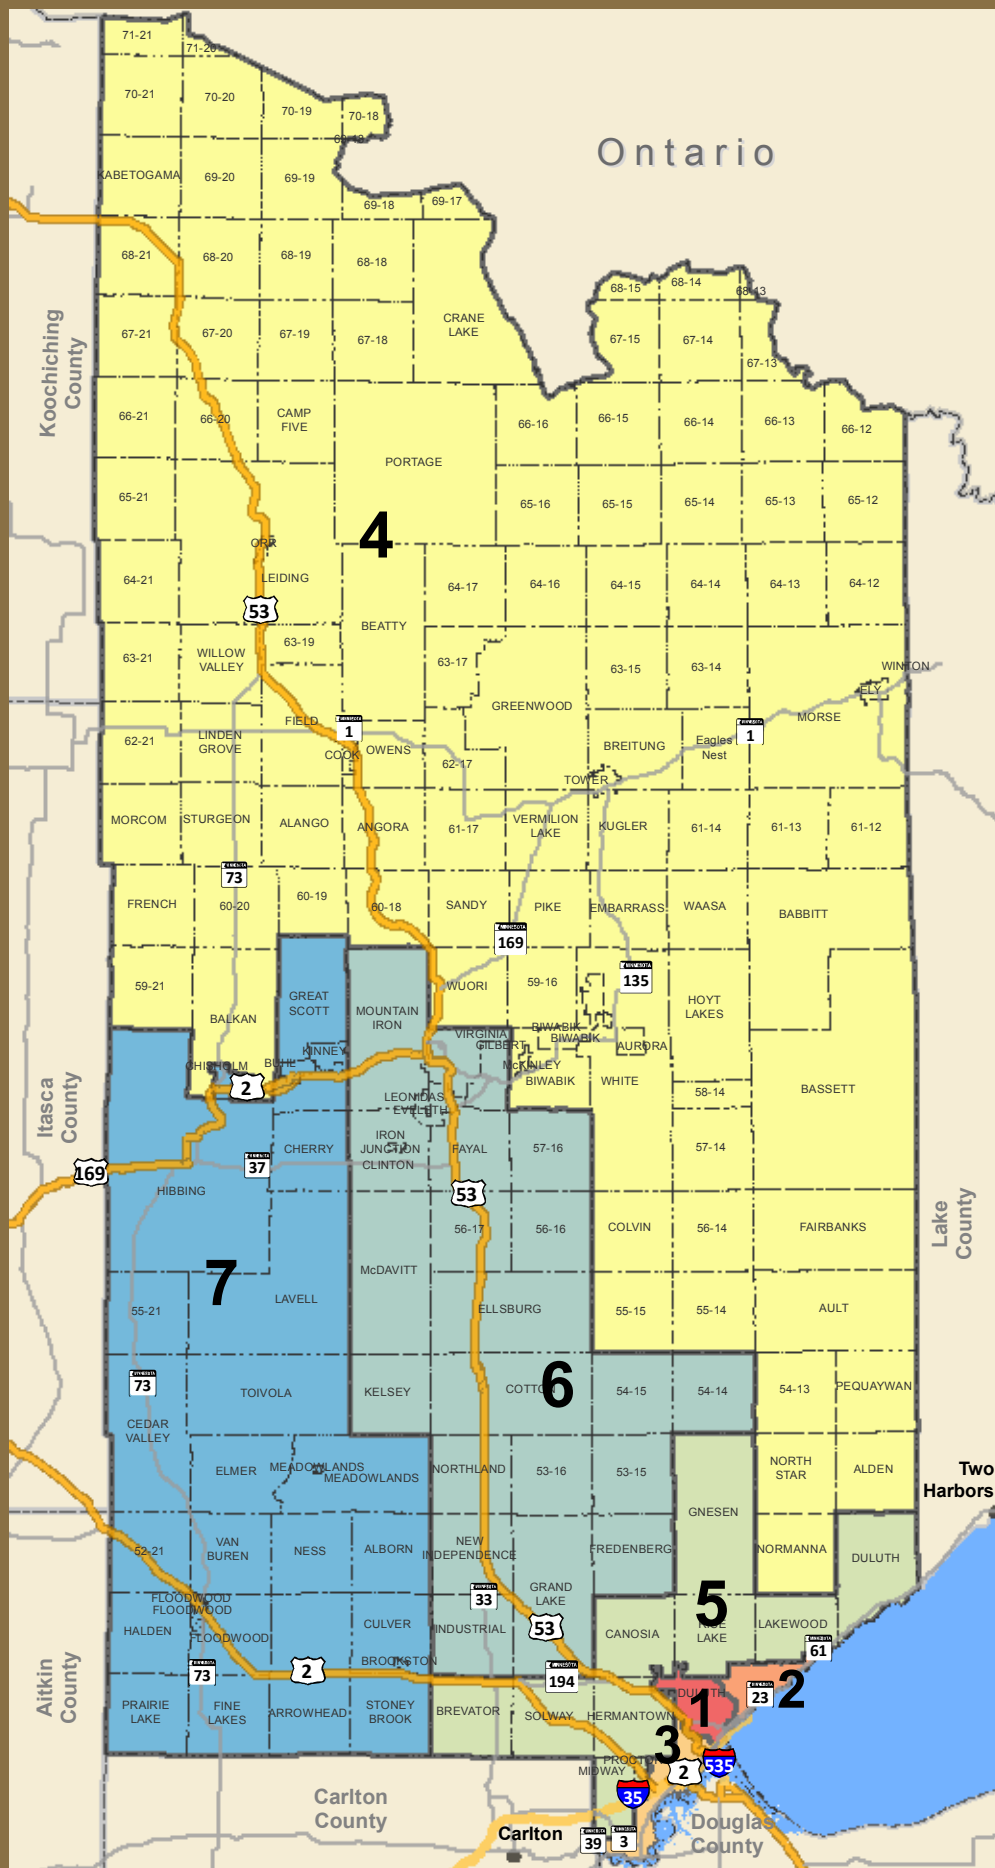 71-21
71-20
70-21
70-20
70-19
70-18
69-18
Ontario
KABETOGAMA
69-20
69-19
69-18
69-17
68-21
68-20
68-19
68-18
68-15
68-14
68-13
CRANE
LAKE
67-21
67-20
67-19
67-18
67-15
67-14
67-13
Koochiching
County
66-21
66-20
CAMP
FIVE
66-16
66-15
66-14
66-13
66-12
PORTAGE
65-21
65-16
65-15
65-14
65-13
65-12
4
ORR
64-21
LEIDING
64-17
64-16
64-15
64-14
64-13
64-12
53
BEATTY
63-21
WILLOW
VALLEY
63-19
63-17
63-15
63-14
WINTON
ELY
GREENWOOD
MORSE
FIELD
1
62-21
LINDEN
GROVE
COOK
OWENS
62-17
BREITUNG
Eagles
Nest
1
TOWER
MORCOM
STURGEON
ALANGO
ANGORA
61-17
VERMILION
LAKE
KUGLER
61-14
61-13
61-12
73
FRENCH
60-20
60-19
60-18
SANDY
PIKE
EMBARRASS
WAASA
BABBITT
169
59-21
GREAT
SCOTT
MOUNTAIN
IRON
WUORI
59-16
135
HOYT
LAKES
BALKAN
VIRGINIA
GILBERT
BIWABIK
BIWABIK
AURORA
KINNEY
BUHL
CHISHOLM
McKINLEY
BIWABIK
WHITE
58-14
BASSETT
2
LEONIDAS
EVELETH
Itasca
County
CHERRY
IRON
JUNCTION
CLINTON
FAYAL
57-16
57-14
169
37
HIBBING
53
56-17
56-16
COLVIN
56-14
FAIRBANKS
Lake
County
7
McDAVITT
55-21
LAVELL
ELLSBURG
55-15
55-14
AULT
73
TOIVOLA
KELSEY
COTTON
6
54-15
54-14
54-13
PEQUAYWAN
CEDAR
VALLEY
ELMER
MEADOWLANDS
MEADOWLANDS
NORTHLAND
53-16
53-15
NORTH
STAR
ALDEN
Two
Harbors
GNESEN
52-21
VAN
BUREN
NESS
ALBORN
NEW
INDEPENDENCE
FREDENBERG
NORMANNA
DULUTH
FLOODWOOD
FLOODWOOD
33
GRAND
LAKE
5
HALDEN
FLOODWOOD
CULVER
INDUSTRIAL
53
CANOSIA
RICE
LAKE
LAKEWOOD
61
BROOKSTON
73
2
194
Aitkin
County
PRAIRIE
LAKE
FINE
LAKES
ARROWHEAD
STONEY
BROOK
BREVATOR
SOLWAY
HERMANTOWN
DULUTH
1
23
2
3
PROCTOR
MIDWAY
2
535
35
Carlton
County
Carlton
39
3
Douglas
County